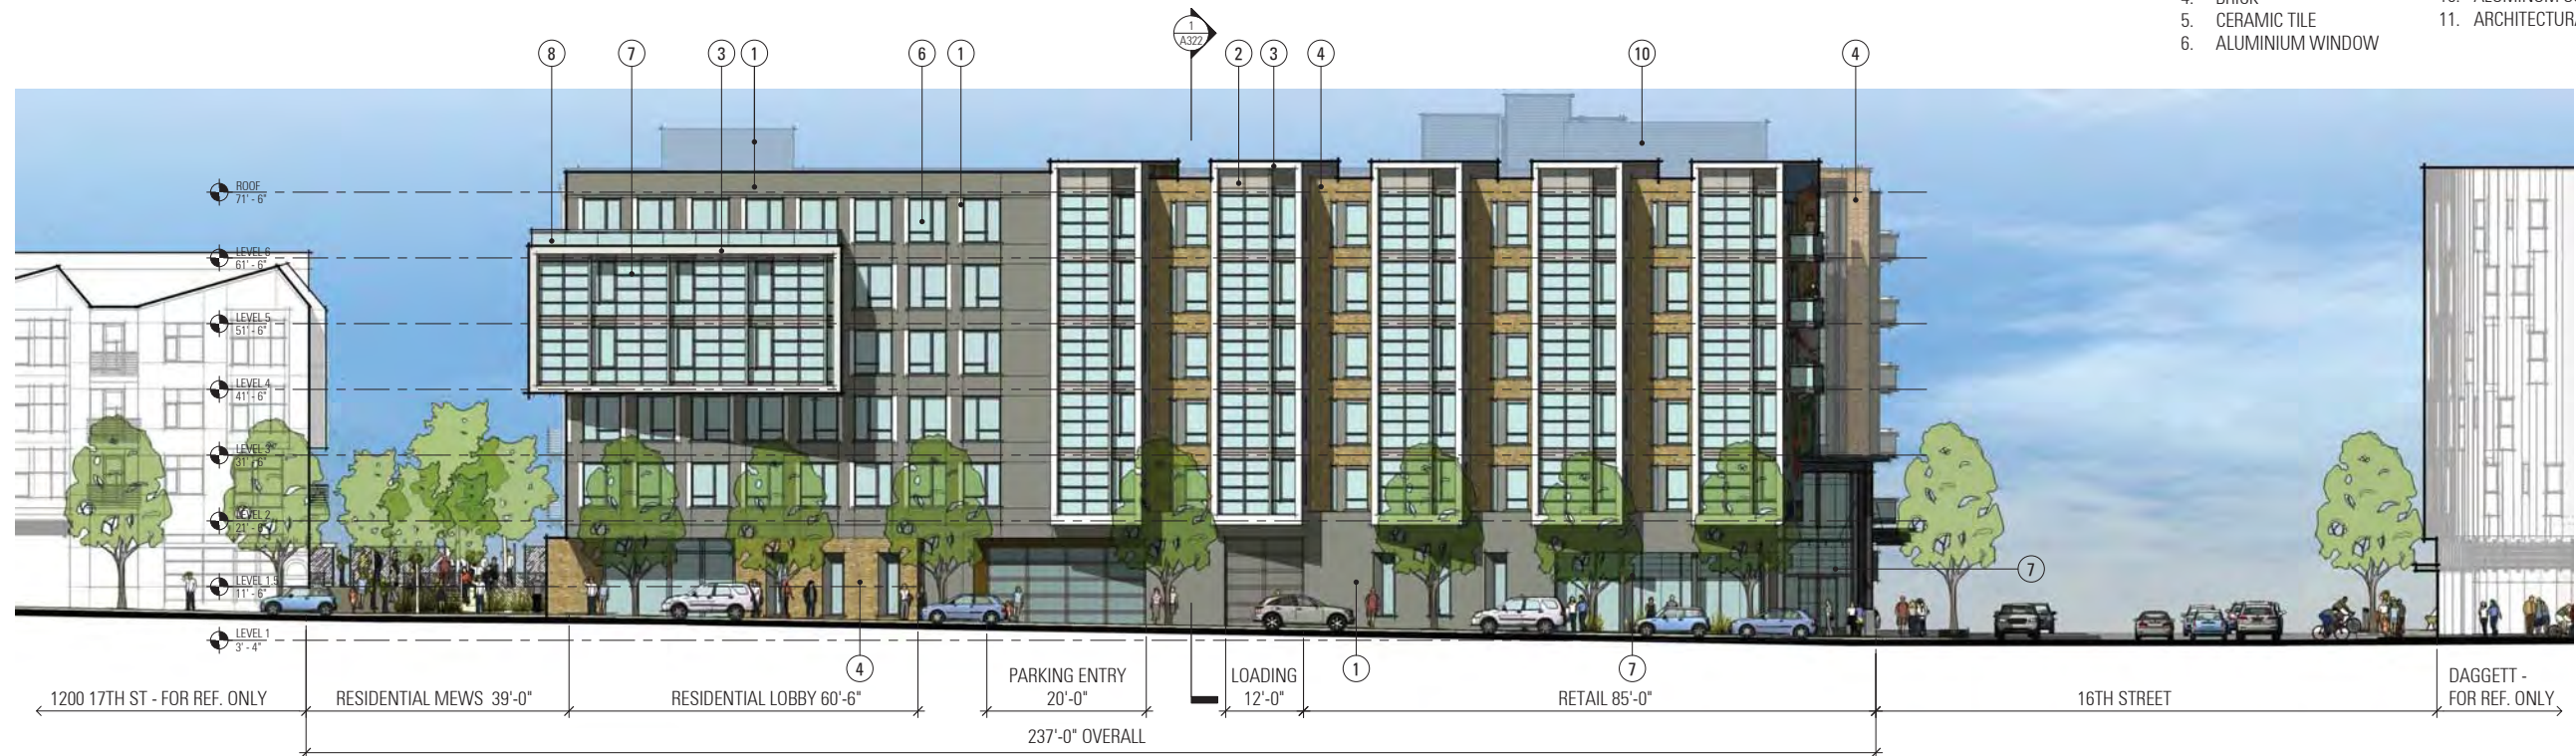 5. CERAMIC TILE
6. ALUMINIUM WINDOW
11.
1
A322
8
7
3
1
6
1
2
3
4
10
4
ROOF
71' - 6"
LEVEL 6
61' - 6"
LEVEL 5
51' - 6"
LEVEL 4
41' - 6"
LEVEL 3
31' - 6"
LEVEL 2
21' - 6"
LEVEL 1.5
11' - 6"
LEVEL 1
3' - 4"
7
4
1
7
1200 17TH ST - FOR REF. ONLY
RESIDENTIAL MEWS 39'-0"
RESIDENTIAL LOBBY 60'-6"
PARKING ENTRY
20'-0"
LOADING
12'-0"
RETAIL 85'-0"
16TH STREET
DAGGETT -
FOR REF. ONLY
237'-0" OVERALL